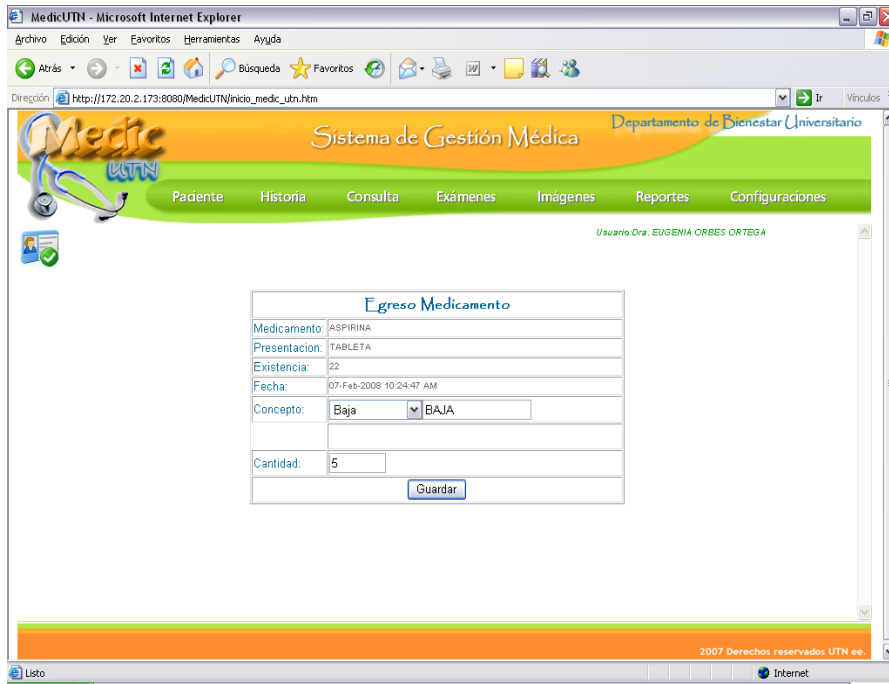 MedicUTN - Microsoft Internet Explorer
Archivo Edición Ver Favoritos Herramientas Ayuda
Atrás Búsqueda Favoritos
Dirección http://172.20.2.173:8080/MedicUTN/inicio_medic_utn.htm Ir Vínculos
Medic UTN
Sistema de Gestión Médica
Departamento de Bienestar Universitario
Paciente Historia Consulta Exámenes Imágenes Reportes Configuraciones
Usuario:Dra. EUGENIA ORBES ORTEGA
Egreso Medicamento
Medicamento: ASPIRINA
Presentacion: TABLETA
Existencia: 22
Fecha: 07-Feb-2008 10:24:47 AM
Concepto: Baja BAJA
Cantidad: 5
Guardar
2007 Derechos reservados UTN ee.
Listo Internet